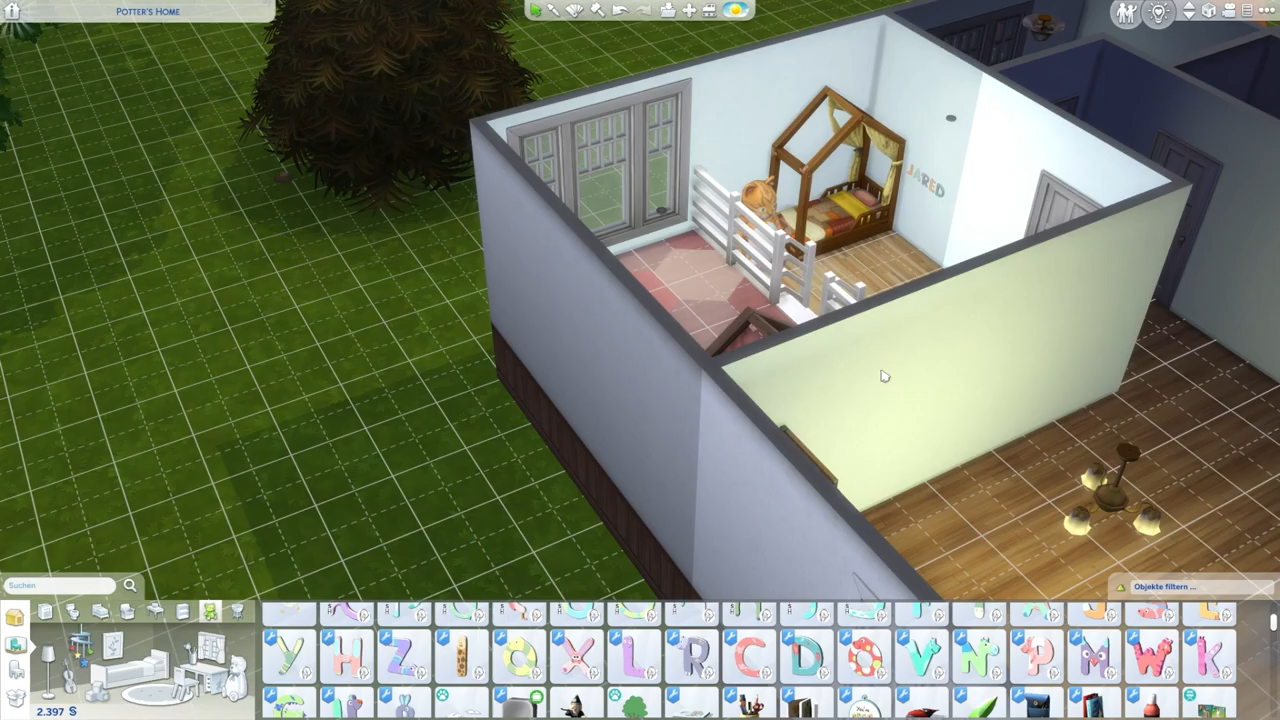 Potter's Home
JARED
Suchen
Objekte filtern ...
Y H Z I Q X L R C D O V N P M W K
2.397 $